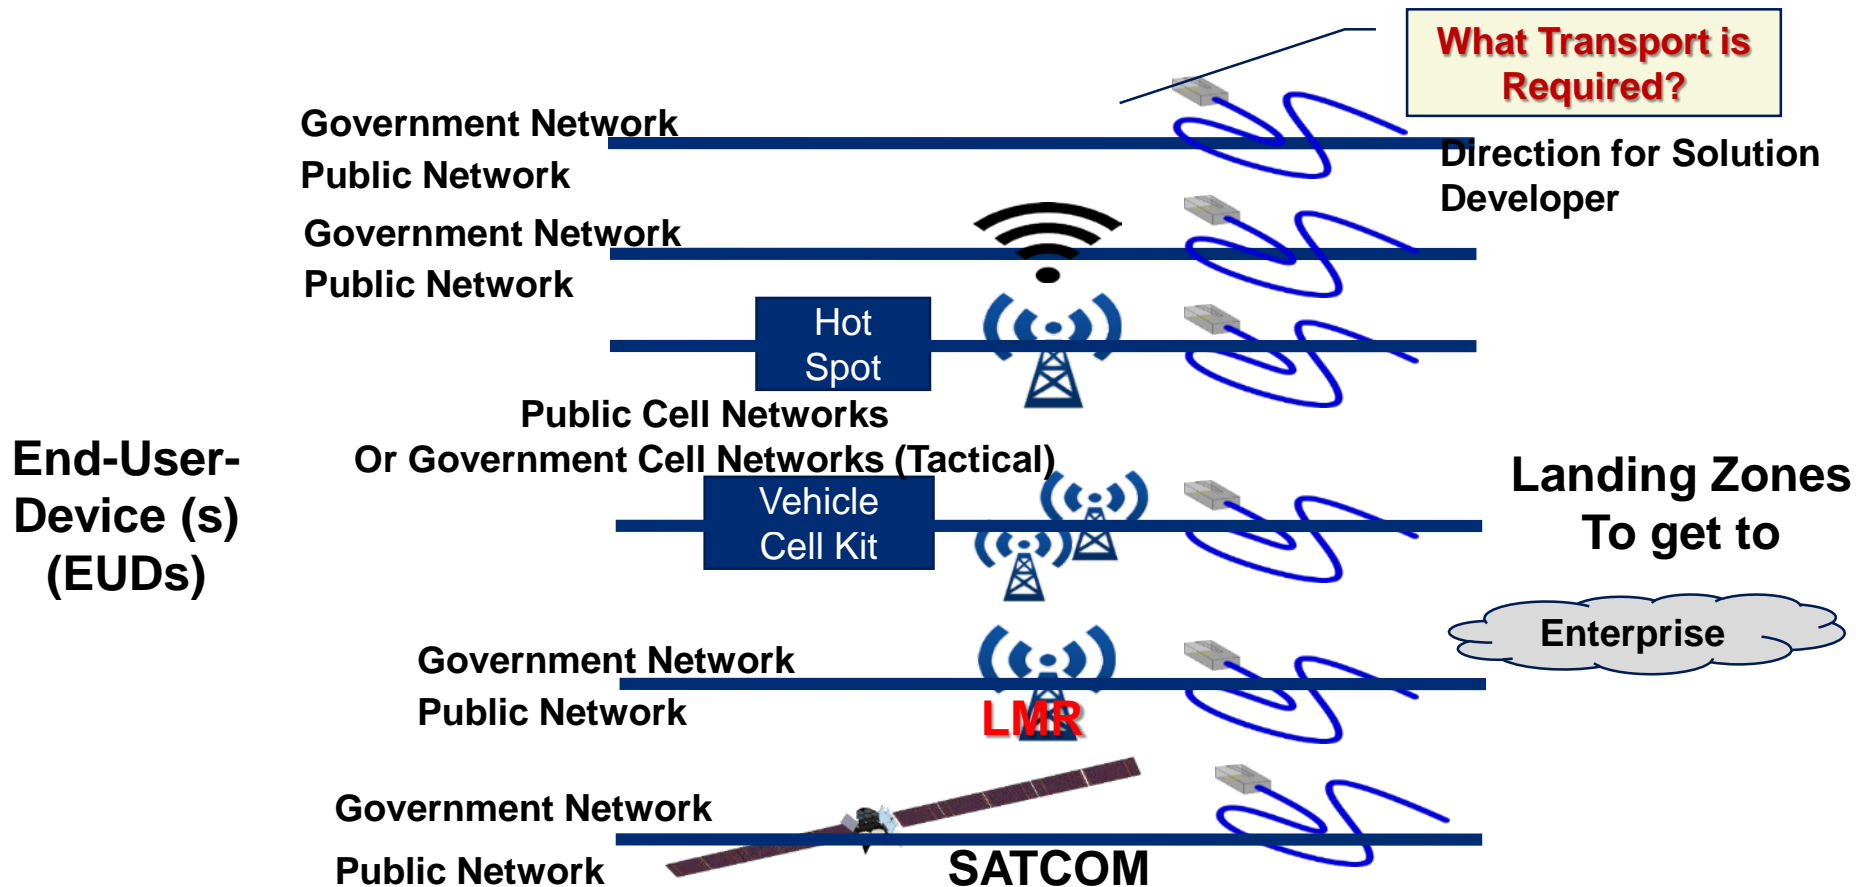 What Transport is
Required?
Government Network
Public Network
Direction for Solution
Developer
Government Network
Public Network
Hot
Spot
Public Cell Networks
Or Government Cell Networks (Tactical)
End-User-
Device (s)
(EUDs)
Vehicle
Cell Kit
Landing Zones
To get to
Enterprise
Government Network
Public Network
LMR
Government Network
Public Network
SATCOM